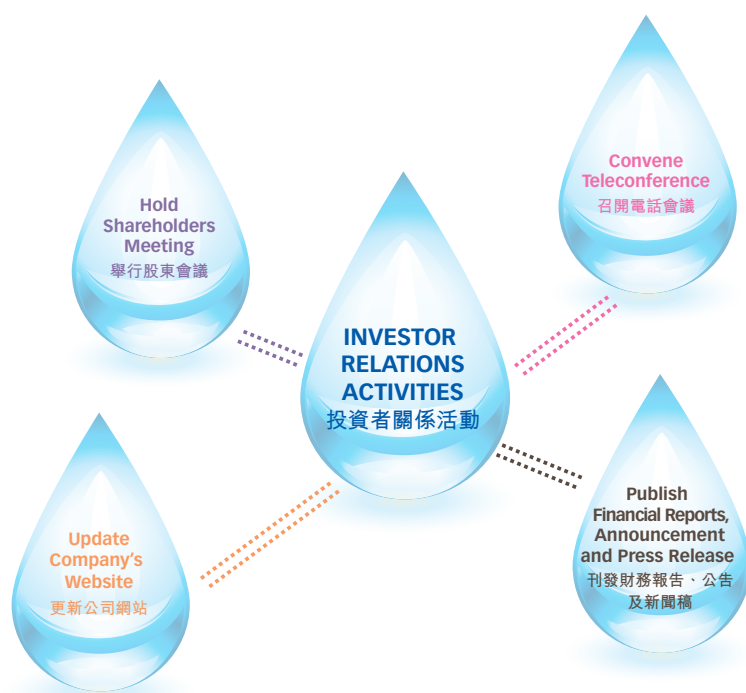 Convene
Teleconference
召開電話會議
Hold
Shareholders
Meeting
舉行股東會議
INVESTOR
RELATIONS
ACTIVITIES
投資者關係活動
Update
Company’s
Website
更新公司網站
Publish
Financial Reports,
Announcement
and Press Release
刊發財務報告、公告
及新聞稿